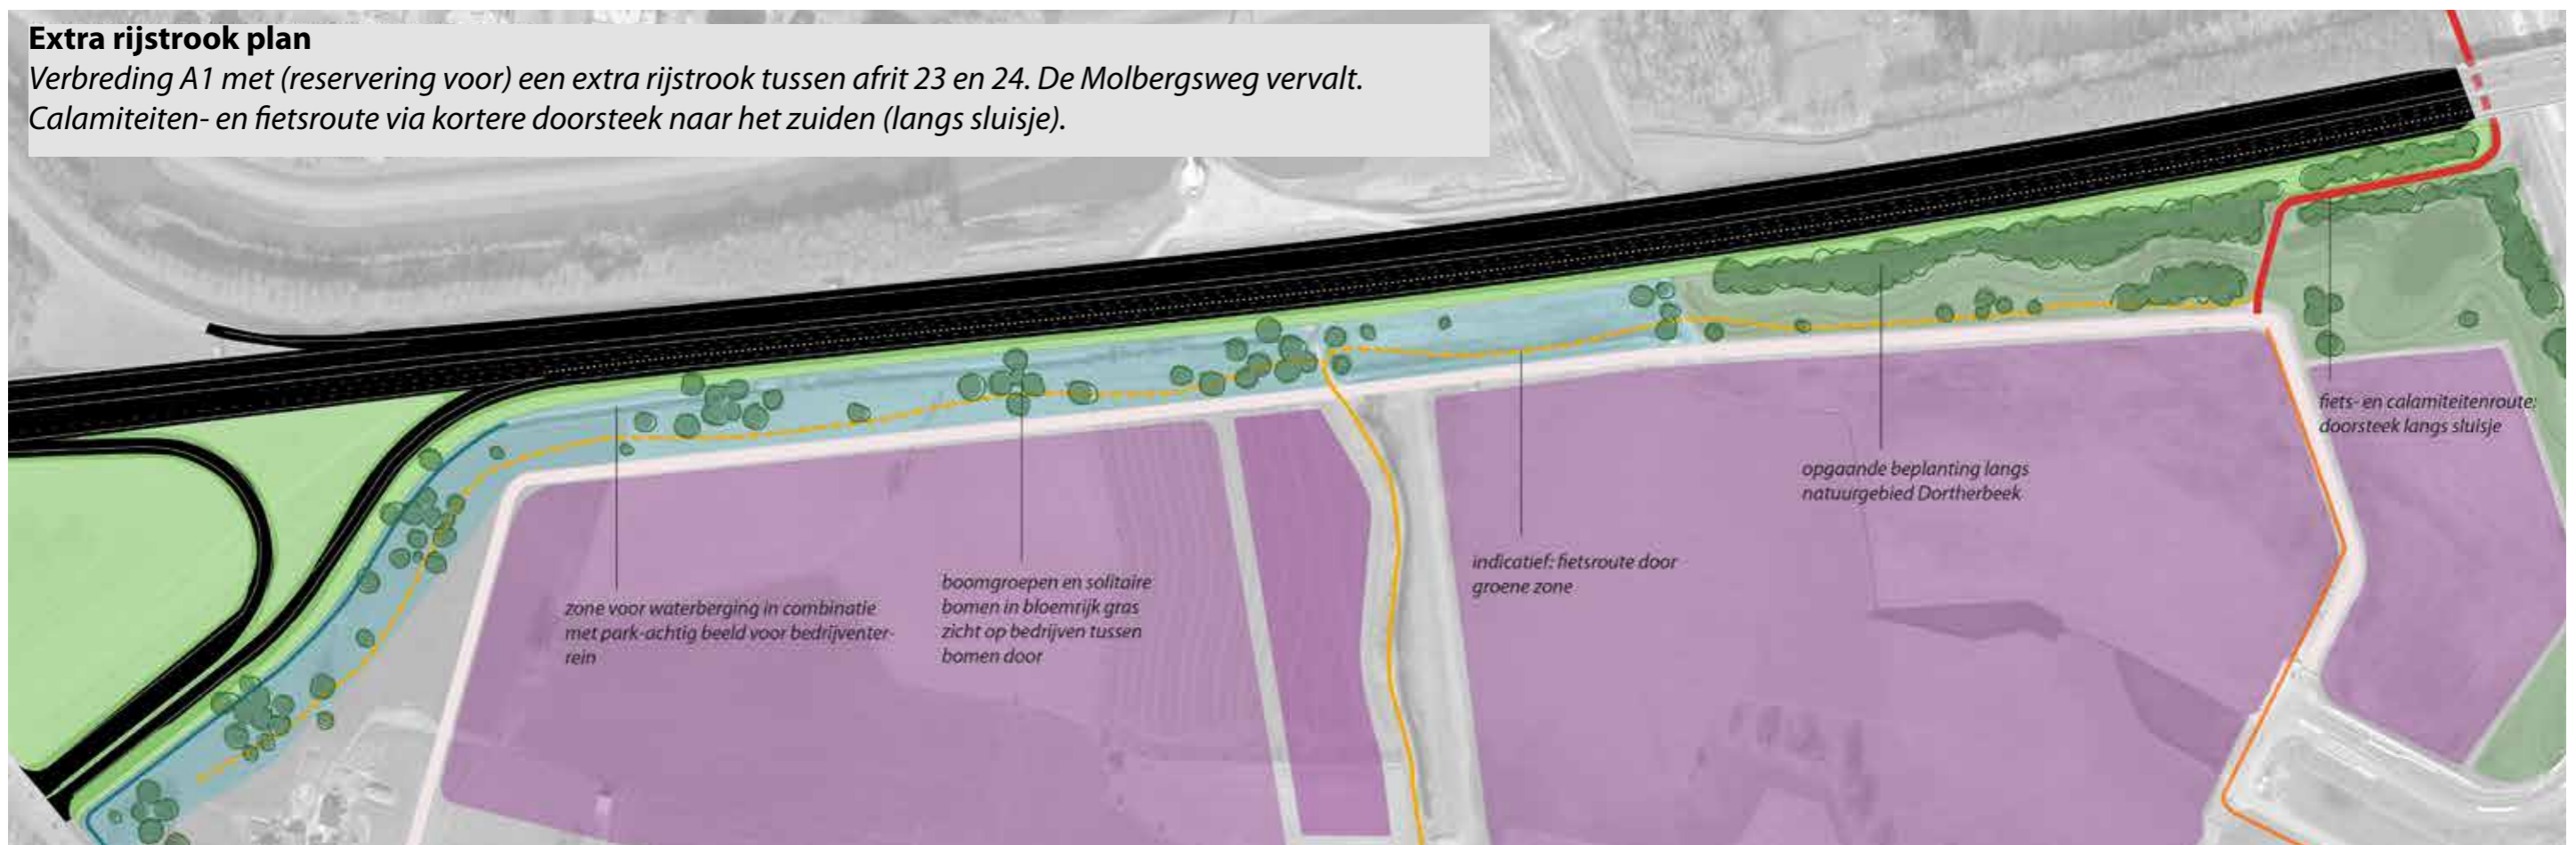 Extra rijstrook plan
Verbreding A1 met (reservering voor) een extra rijstrook tussen afrit 23 en 24. De Molbergsweg vervalt.
Calamiteiten- en fietsroute via kortere doorsteek naar het zuiden (langs sluisje).
fiets- en calamiteitenroute:
doorsteek langs sluisje
opgaande beplanting langs
natuurgebied Dortherbeek
indicatief: fietsroute door
groene zone
boomgroepen en solitaire
bomen in bloemrijk gras
zicht op bedrijven tussen
bomen door
zone voor waterberging in combinatie
met park-achtig beeld voor bedrijventer-
rein